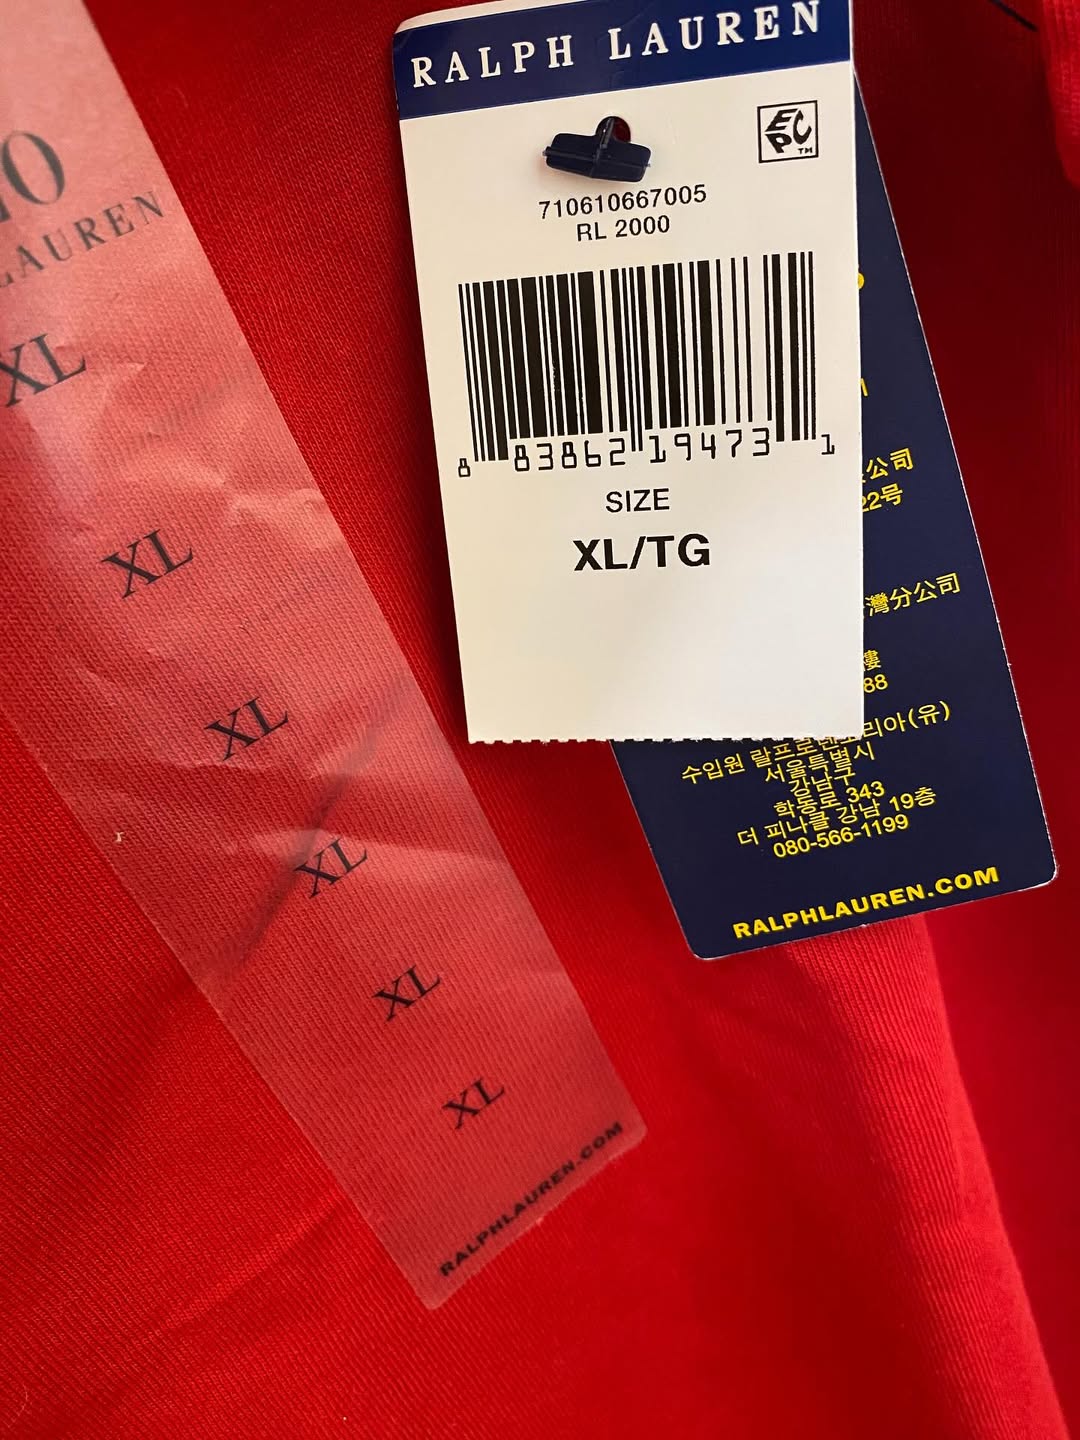 LAUREN
XL
XL
XL
XL
XL
XL
RALPHLAUREN.COM
RALPH LAUREN
EPC™
710610667005
RL 2000
8 83862 19473 1
SIZE
XL/TG
公司
22号
灣分公司
樓
88
수입원 랄프로렌코리아(유)
서울특별시
강남구
학동로 343
더 피나클 강남 19층
080-566-1199
RALPHLAUREN.COM